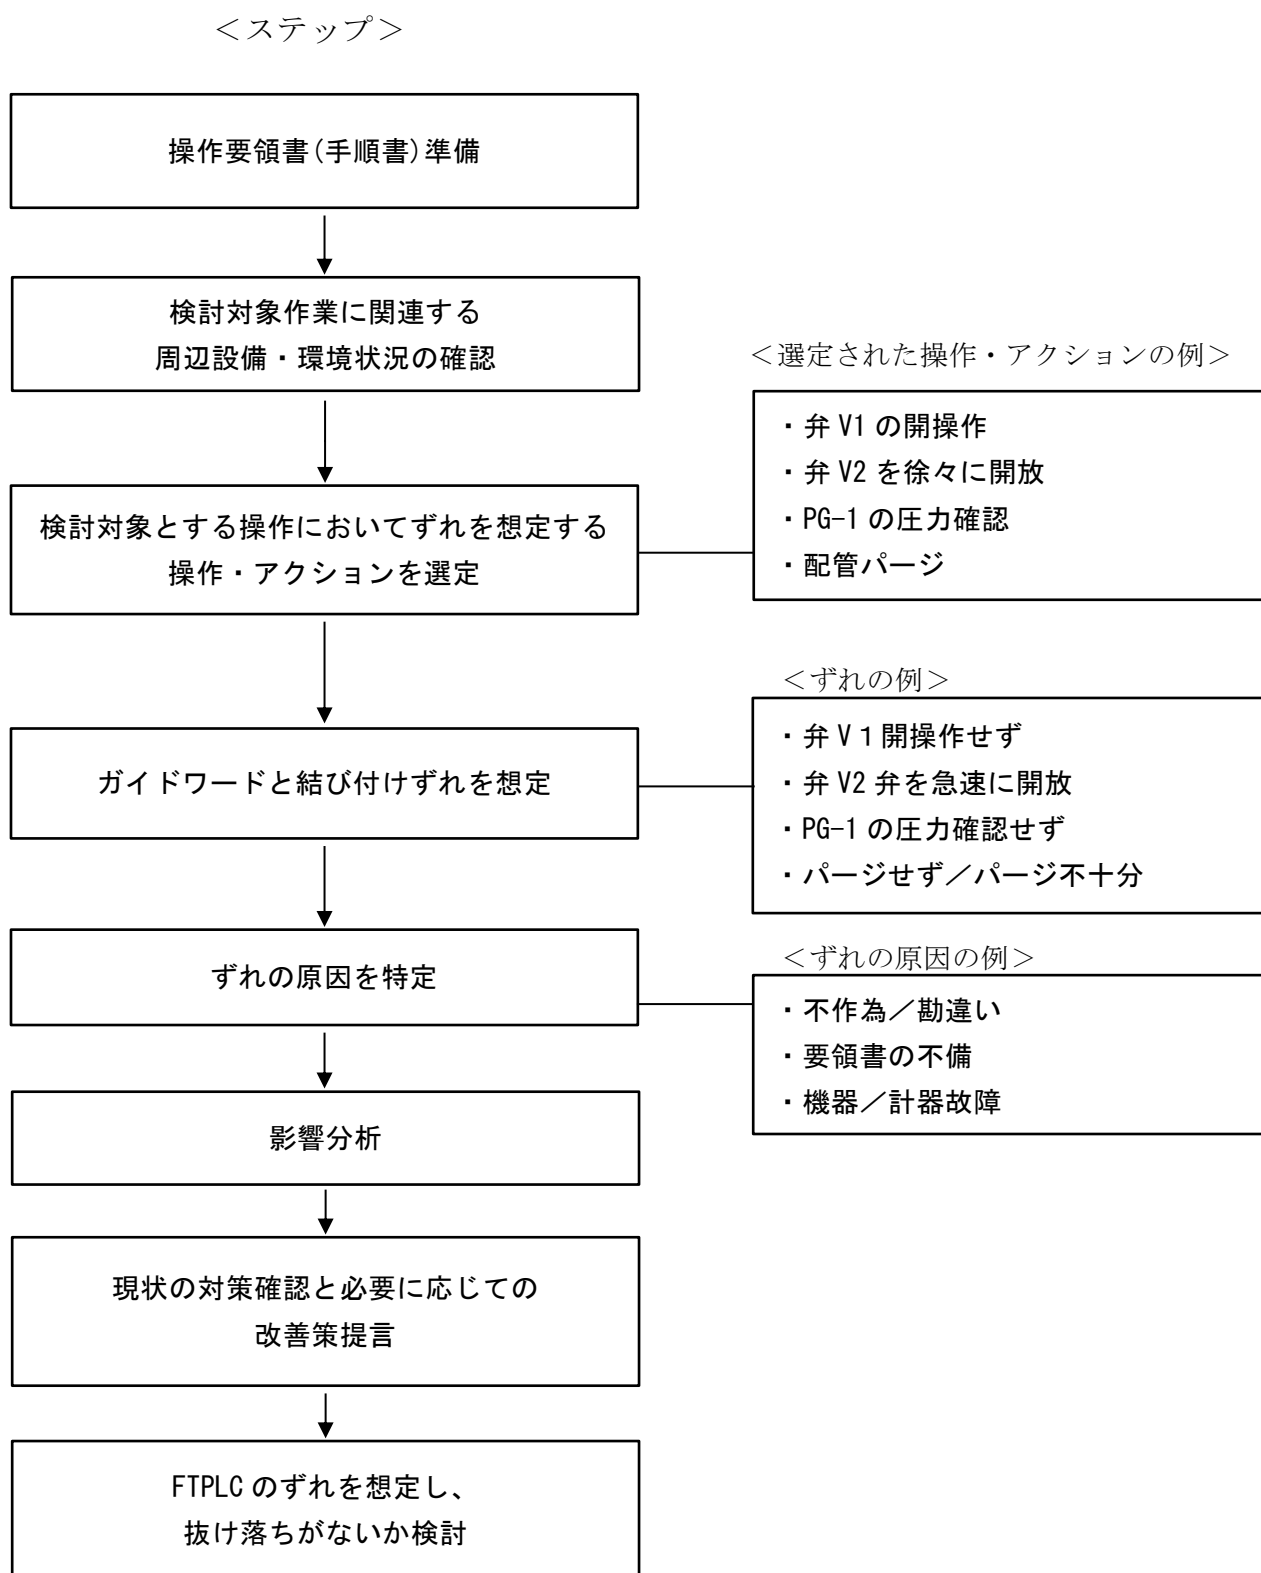 ＜ステップ＞
操作要領書(手順書)準備
検討対象作業に関連する
周辺設備・環境状況の確認
検討対象とする操作においてずれを想定する
操作・アクションを選定
＜選定された操作・アクションの例＞
・弁 V1 の開操作
・弁 V2 を徐々に開放
・PG-1 の圧力確認
・配管パージ
ガイドワードと結び付けずれを想定
＜ずれの例＞
・弁 V１開操作せず
・弁 V2 弁を急速に開放
・PG-1 の圧力確認せず
・パージせず／パージ不十分
ずれの原因を特定
＜ずれの原因の例＞
・不作為／勘違い
・要領書の不備
・機器／計器故障
影響分析
現状の対策確認と必要に応じての
改善策提言
FTPLC のずれを想定し、
抜け落ちがないか検討